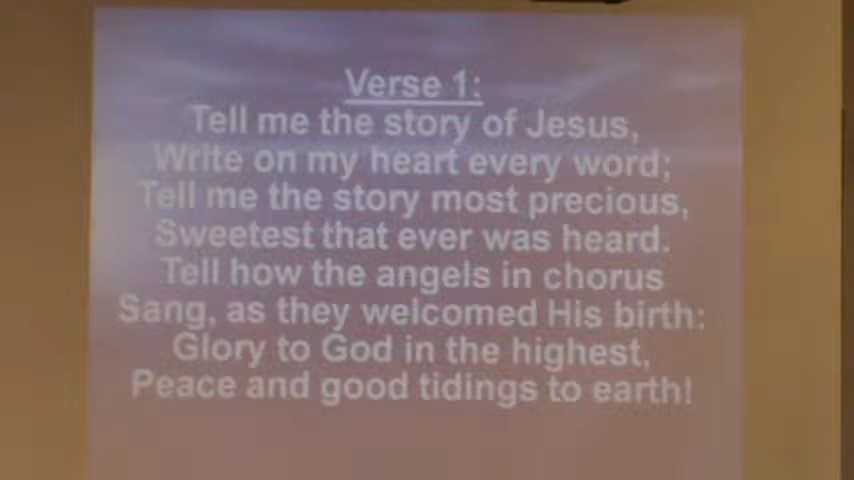 Verse 1:
Tell me the story of Jesus,
Write on my heart every word;
Tell me the story most precious,
Sweetest that ever was heard.
Tell how the angels in chorus
Sang, as they welcomed His birth:
Glory to God in the highest,
Peace and good tidings to earth!